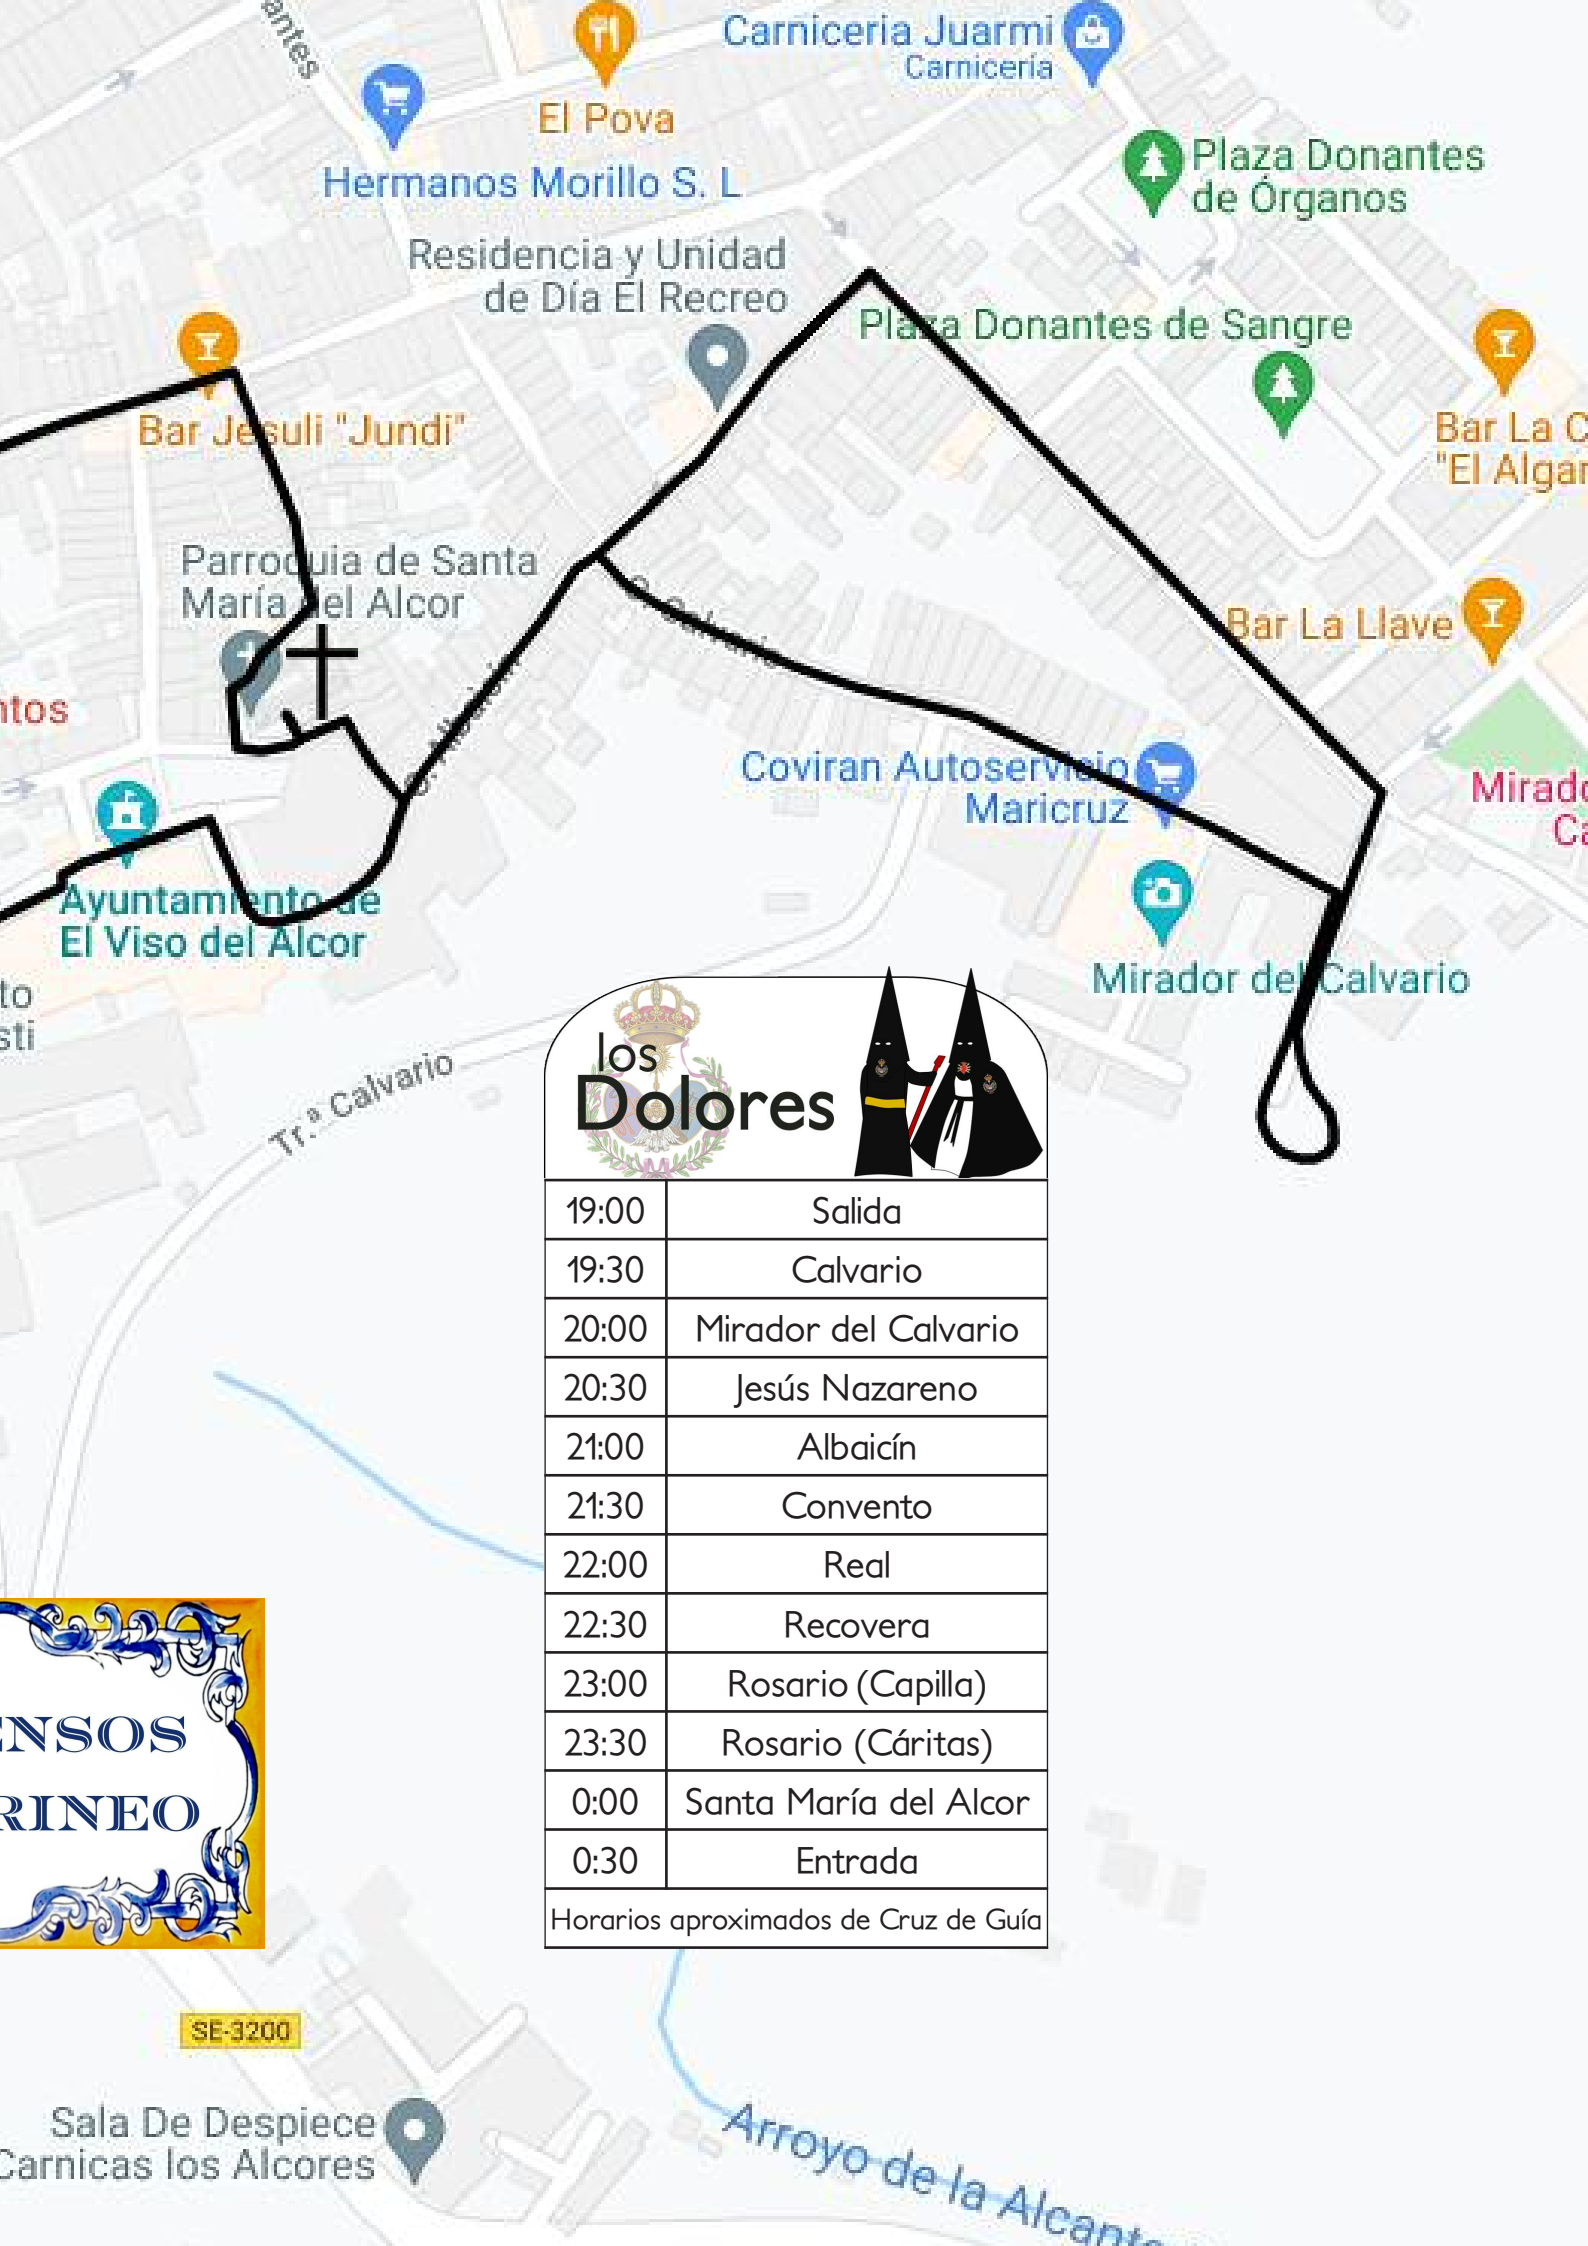 antes
Carniceria Juarmi
Carnicería
El Pova
Hermanos Morillo S. L
Plaza Donantes
de Órganos
Residencia y Unidad
de Día El Recreo
Plaza Donantes de Sangre
Bar Jesuli "Jundi"
Bar La C
"El Algar
Parroquia de Santa
María del Alcor
C. Calvario
Bar La Llave
ntos
C. Albaicín
Coviran Autoservicio
Maricruz
Mirado
Ca
Ayuntamiento de
El Viso del Alcor
Mirador del Calvario
to
sti
Tr.ª Calvario
los
Dolores
19:00 Salida
19:30 Calvario
20:00 Mirador del Calvario
20:30 Jesús Nazareno
21:00 Albaicín
21:30 Convento
22:00 Real
22:30 Recovera
23:00 Rosario (Capilla)
23:30 Rosario (Cáritas)
0:00 Santa María del Alcor
0:30 Entrada
Horarios aproximados de Cruz de Guía
ENSOS
RINEO
SE-3200
Sala De Despiece
Carnicas los Alcores
Arroyo de la Alcant